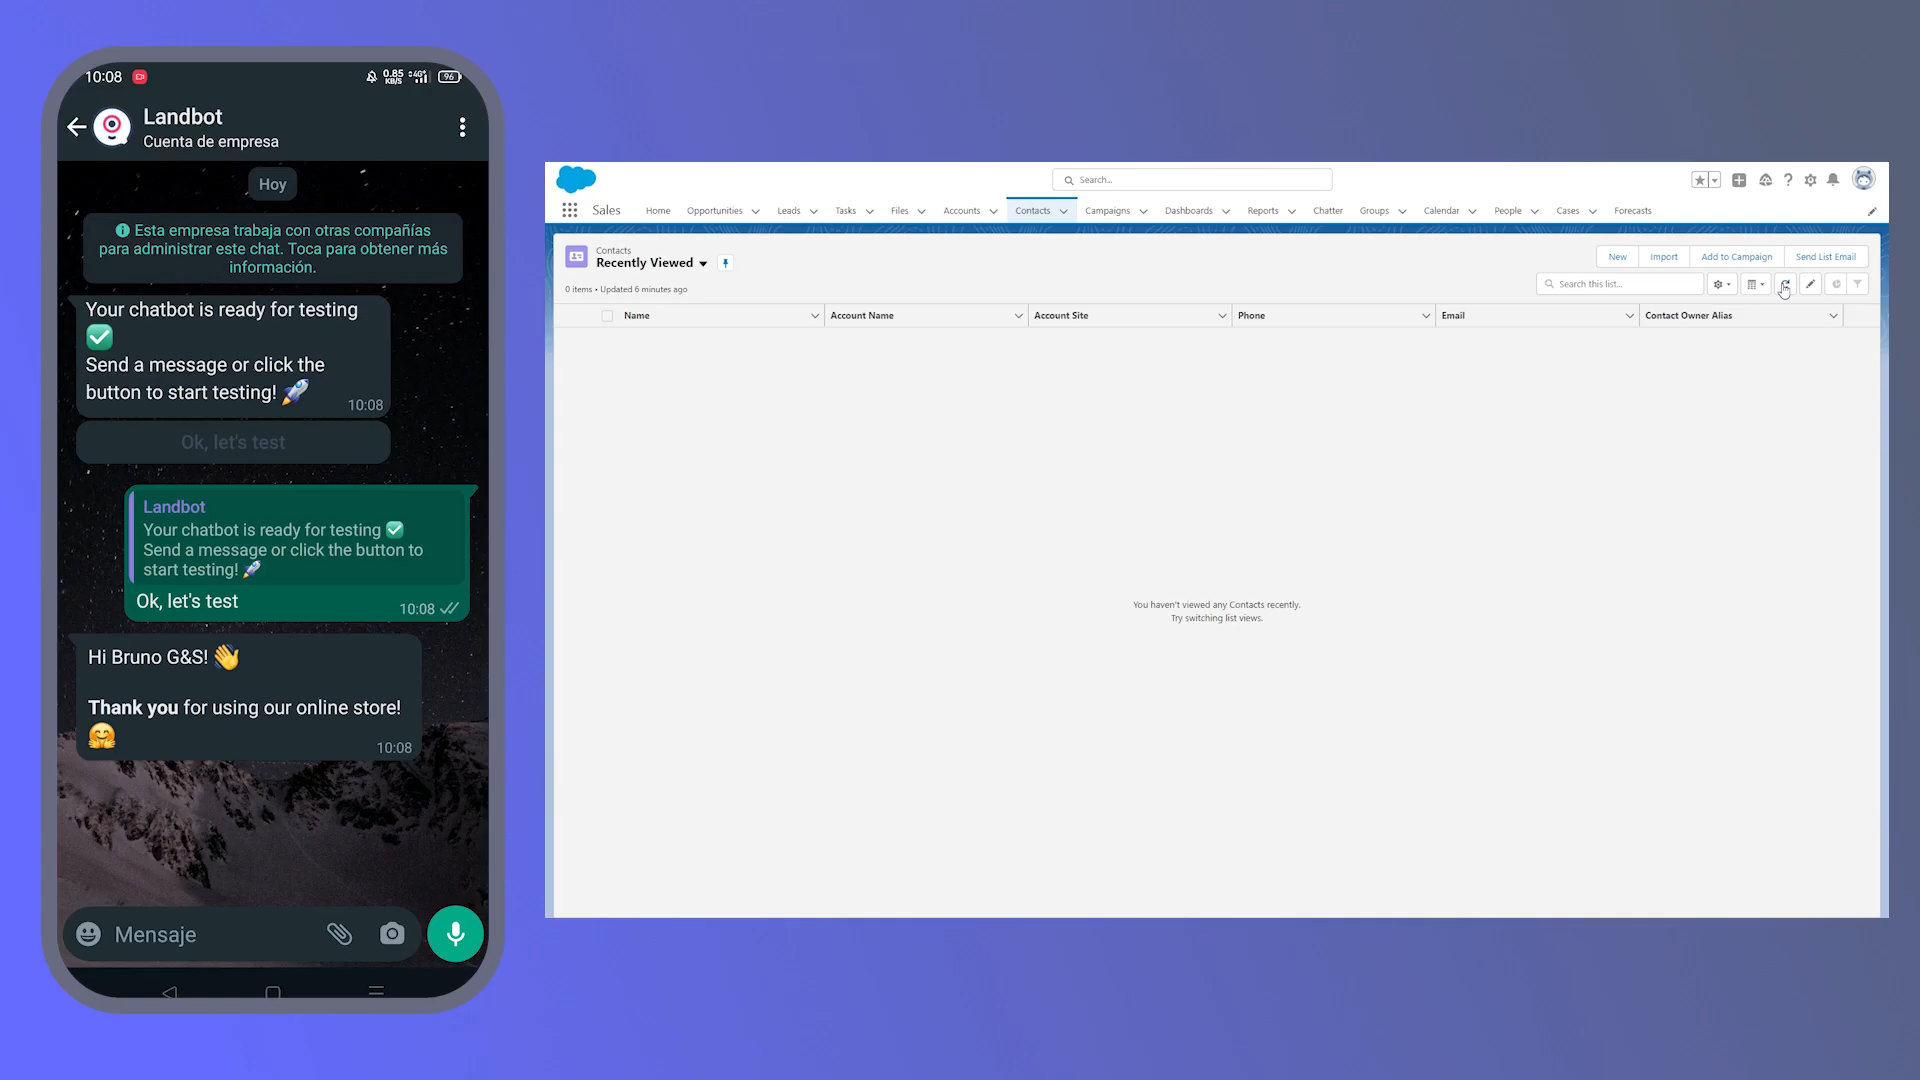 10:08
0.85
KB/S
4G
96
Landbot
Cuenta de empresa
Hoy
Esta empresa trabaja con otras compañías
para administrar este chat. Toca para obtener más
información.
Your chatbot is ready for testing
✅
Send a message or click the
button to start testing! 🚀
10:08
Ok, let's test
Landbot
Your chatbot is ready for testing ✅
Send a message or click the button to
start testing! 🚀
Ok, let's test
10:08
Hi Bruno G&S! 👋
Thank you for using our online store!
🤗
10:08
Mensaje
Search...
Sales Home Opportunities Leads Tasks Files Accounts Contacts Campaigns Dashboards Reports Chatter Groups Calendar People Cases Forecasts
Contacts
Recently Viewed
New Import Add to Campaign Send List Email
0 items • Updated 6 minutes ago
Search this list...
Name Account Name Account Site Phone Email Contact Owner Alias
You haven't viewed any Contacts recently.
Try switching list views.